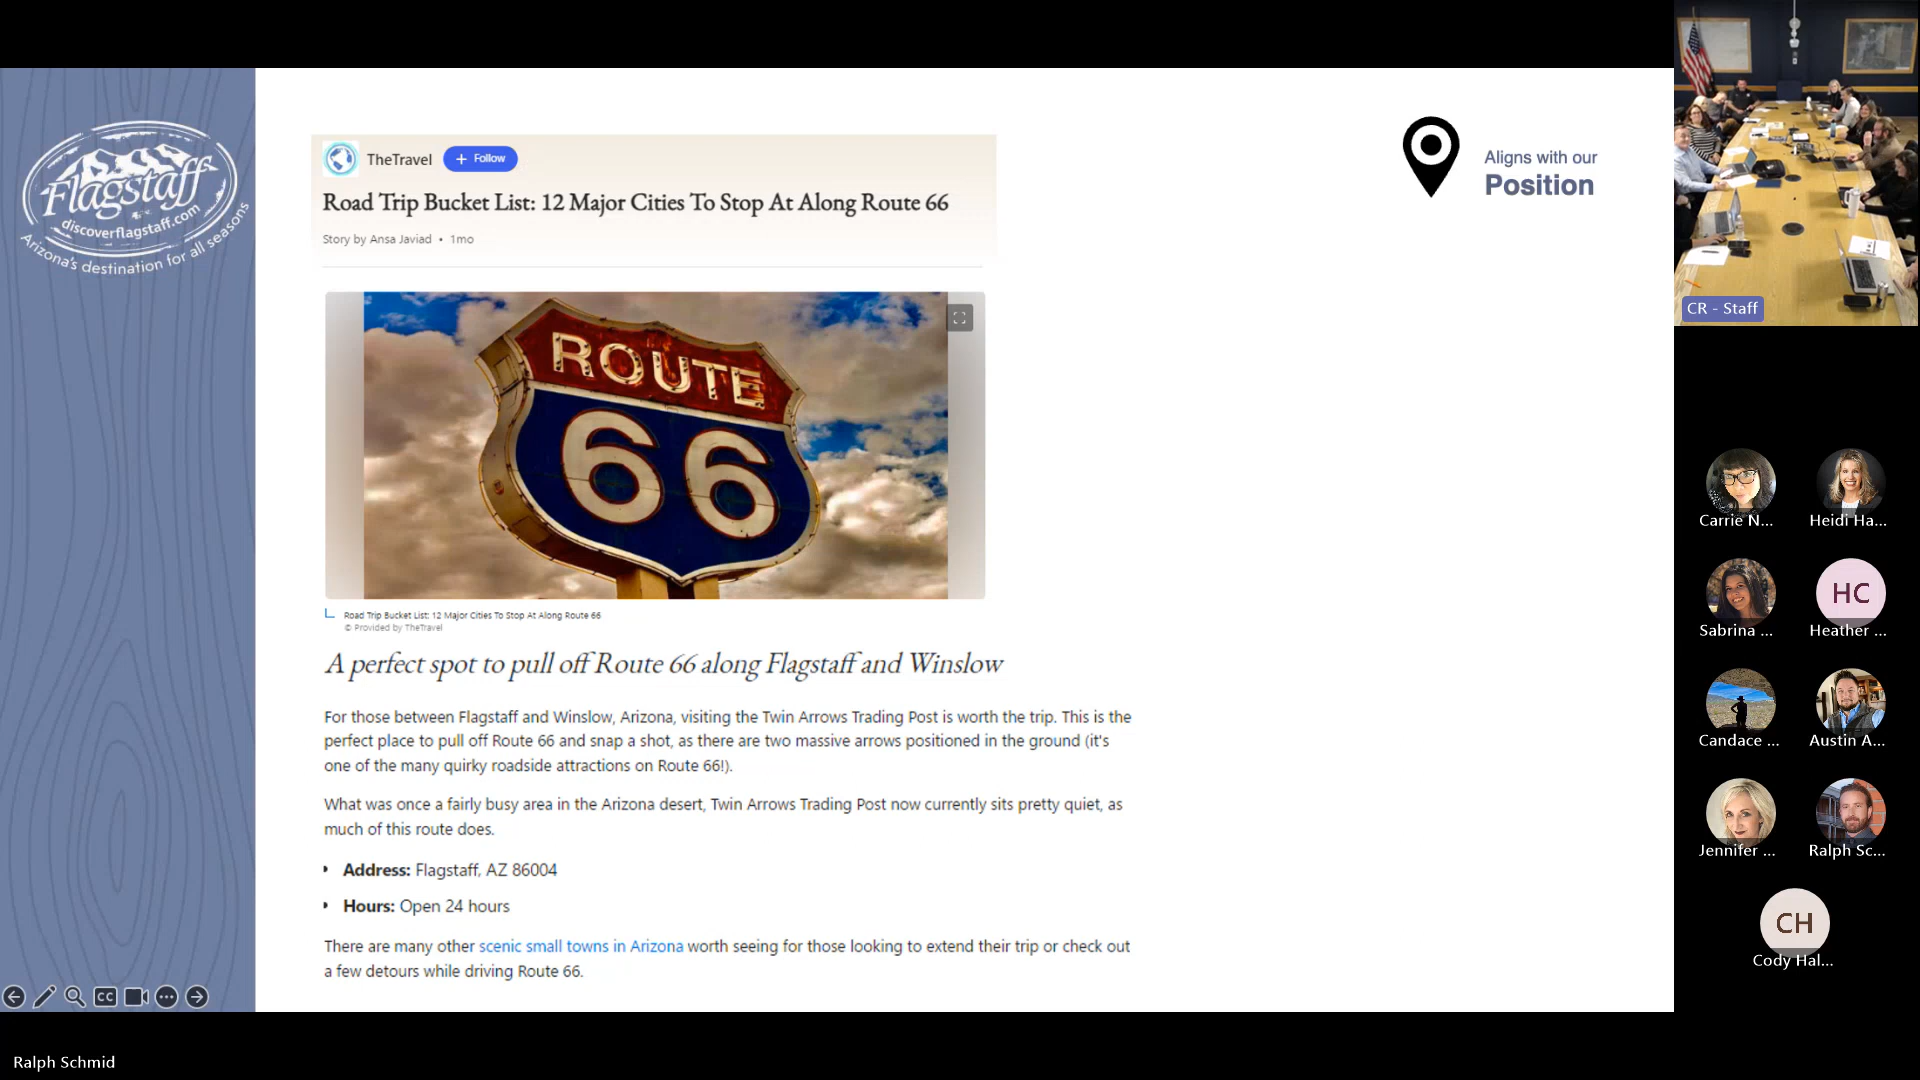 Flagstaff
discoverflagstaff.com
Arizona's destination for all seasons
TheTravel
+ Follow
Road Trip Bucket List: 12 Major Cities To Stop At Along Route 66
Story by Ansa Javiad • 1mo
Aligns with our
Position
ROUTE
66
Road Trip Bucket List: 12 Major Cities To Stop At Along Route 66
© Provided by TheTravel
A perfect spot to pull off Route 66 along Flagstaff and Winslow
For those between Flagstaff and Winslow, Arizona, visiting the Twin Arrows Trading Post is worth the trip. This is the
perfect place to pull off Route 66 and snap a shot, as there are two massive arrows positioned in the ground (it's
one of the many quirky roadside attractions on Route 66!).
What was once a fairly busy area in the Arizona desert, Twin Arrows Trading Post now currently sits pretty quiet, as
much of this route does.
Address: Flagstaff, AZ 86004
Hours: Open 24 hours
There are many other scenic small towns in Arizona worth seeing for those looking to extend their trip or check out
a few detours while driving Route 66.
CC
Ralph Schmid
CR - Staff
Carrie N...
Heidi Ha...
Sabrina ...
HC
Heather ...
Candace ...
Austin A...
Jennifer ...
Ralph Sc...
CH
Cody Hal...